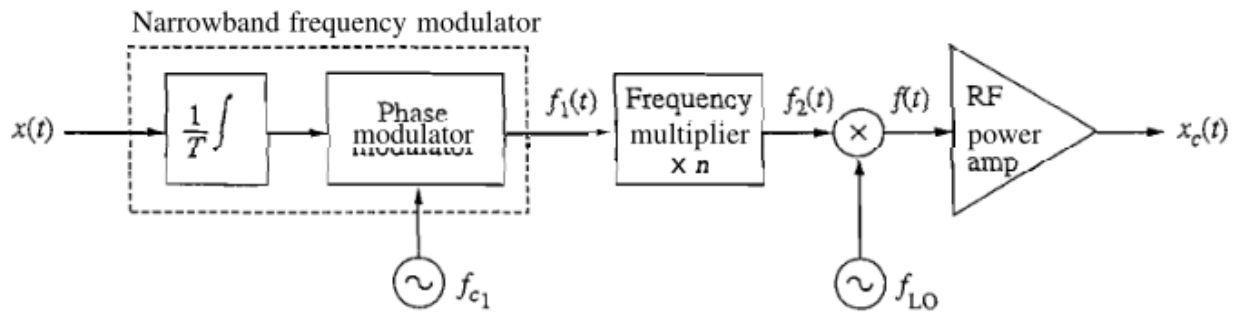 Narrowband frequency modulator
x(t)
1/T ∫
Phase
modulator
f₁(t)
Frequency
multiplier
× n
f₂(t)
×
f(t)
RF
power
amp
x_c(t)
~
f_c₁
~
f_LO